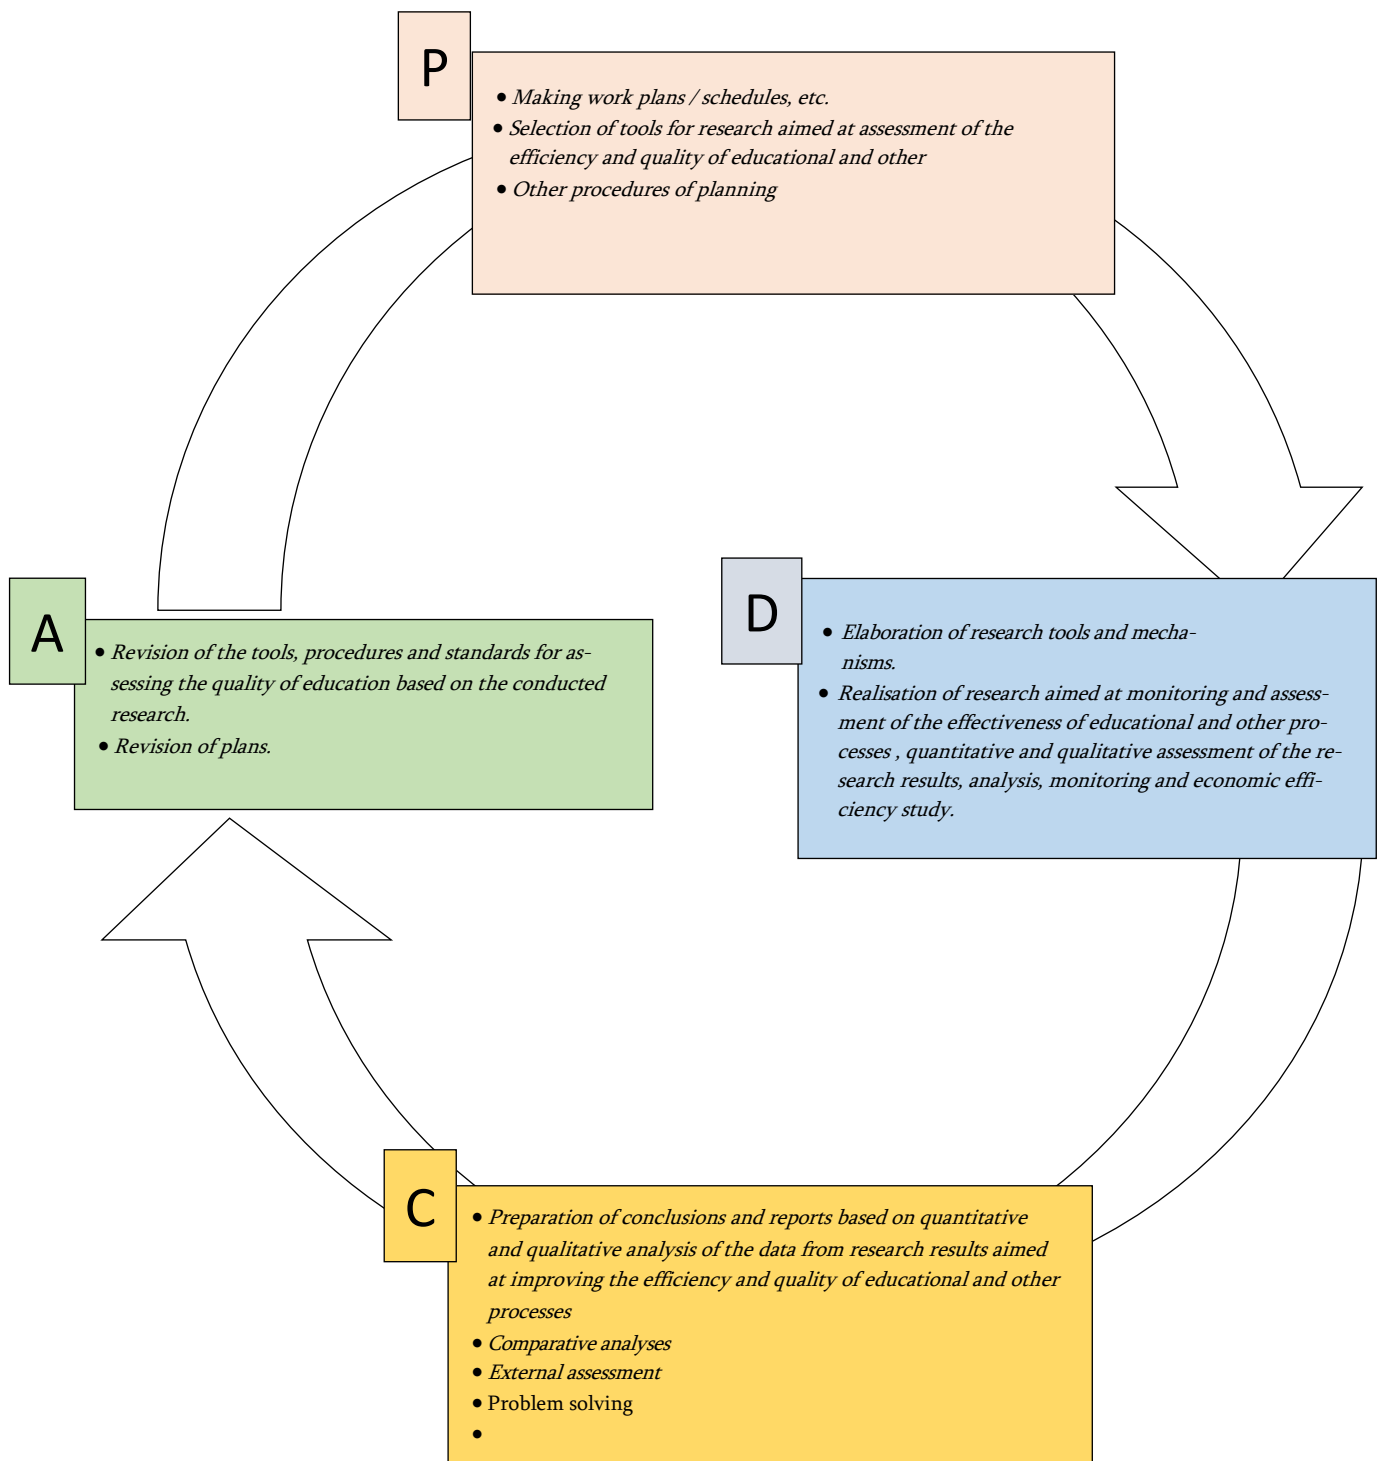 P
• Making work plans / schedules, etc.
• Selection of tools for research aimed at assessment of the
efficiency and quality of educational and other
• Other procedures of planning
D
• Elaboration of research tools and mecha-
nisms.
• Realisation of research aimed at monitoring and assess-
ment of the effectiveness of educational and other pro-
cesses , quantitative and qualitative assessment of the re-
search results, analysis, monitoring and economic effi-
ciency study.
A
• Revision of the tools, procedures and standards for as-
sessing the quality of education based on the conducted
research.
• Revision of plans.
C
• Preparation of conclusions and reports based on quantitative
and qualitative analysis of the data from research results aimed
at improving the efficiency and quality of educational and other
processes
• Comparative analyses
• External assessment
• Problem solving
•